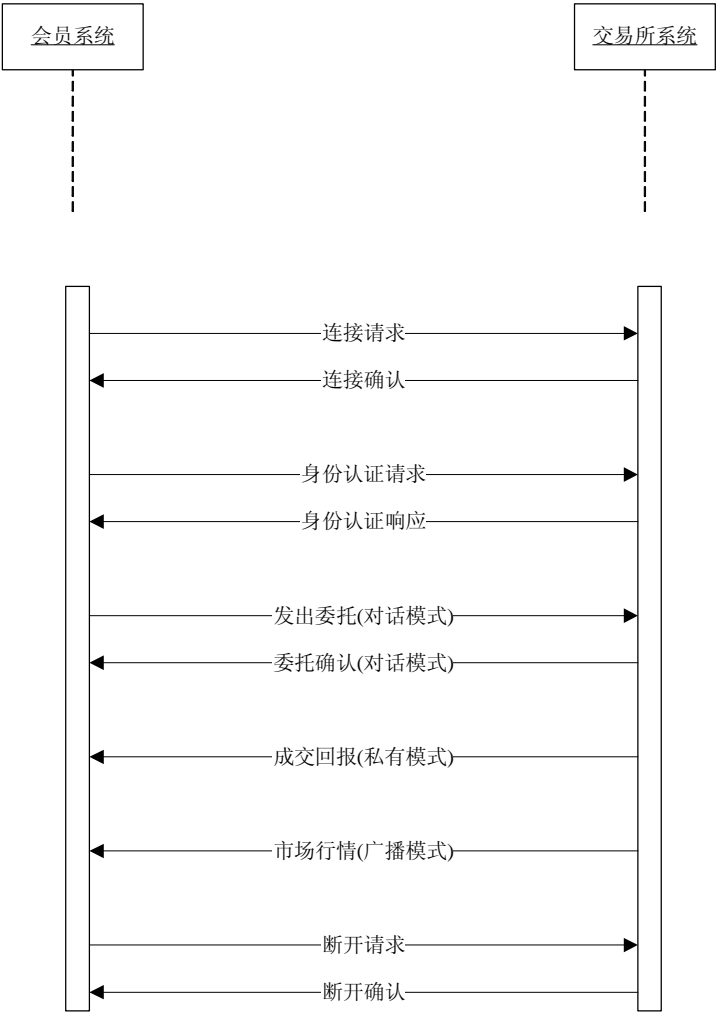 会员系统
交易所系统
连接请求
连接确认
身份认证请求
身份认证响应
发出委托(对话模式)
委托确认(对话模式)
成交回报(私有模式)
市场行情(广播模式)
断开请求
断开确认